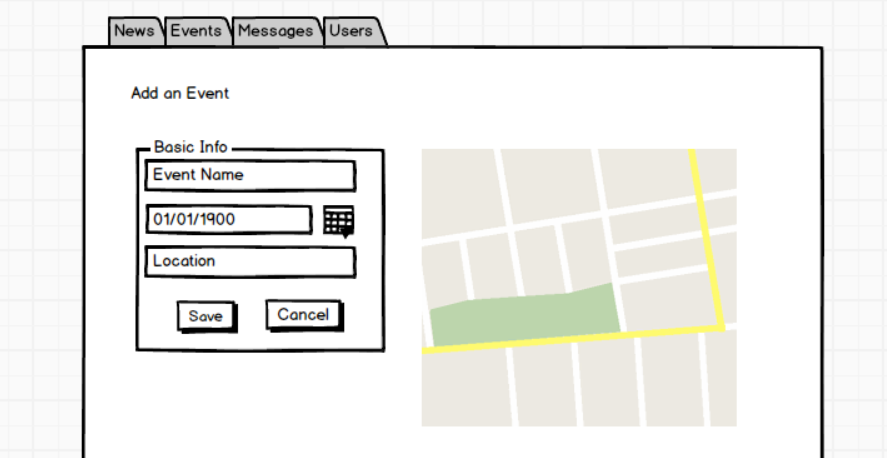 News Events Messages Users
Add an Event
Basic Info
Event Name
01/01/1900
Location
Save Cancel